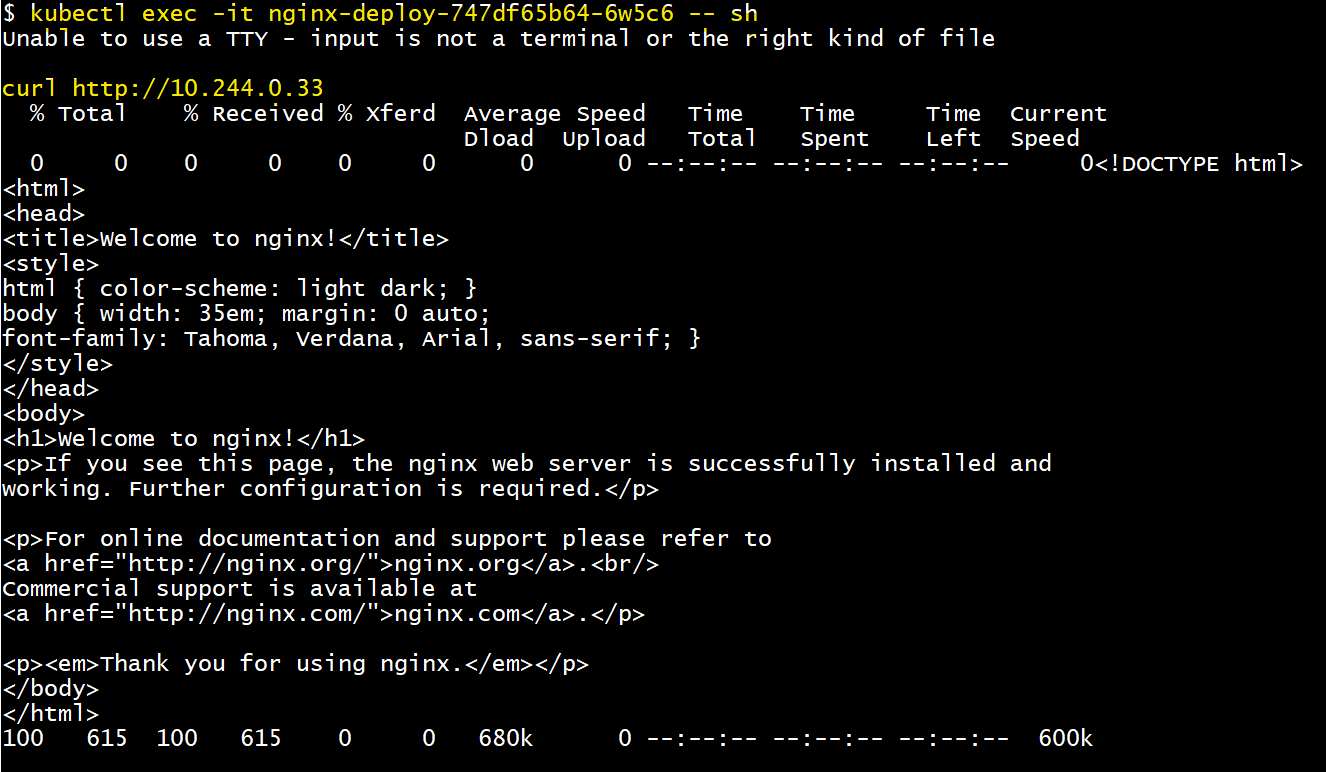 $ kubectl exec -it nginx-deploy-747df65b64-6w5c6 -- sh
Unable to use a TTY - input is not a terminal or the right kind of file

curl http://10.244.0.33
  % Total    % Received % Xferd  Average Speed   Time    Time     Time  Current
                                 Dload  Upload   Total   Spent    Left  Speed
  0     0    0     0    0     0      0      0 --:--:-- --:--:-- --:--:--     0<!DOCTYPE html>
<html>
<head>
<title>Welcome to nginx!</title>
<style>
html { color-scheme: light dark; }
body { width: 35em; margin: 0 auto;
font-family: Tahoma, Verdana, Arial, sans-serif; }
</style>
</head>
<body>
<h1>Welcome to nginx!</h1>
<p>If you see this page, the nginx web server is successfully installed and
working. Further configuration is required.</p>

<p>For online documentation and support please refer to
<a href="http://nginx.org/">nginx.org</a>.<br/>
Commercial support is available at
<a href="http://nginx.com/">nginx.com</a>.</p>

<p><em>Thank you for using nginx.</em></p>
</body>
</html>
100   615  100   615    0     0   680k      0 --:--:-- --:--:-- --:--:--  600k